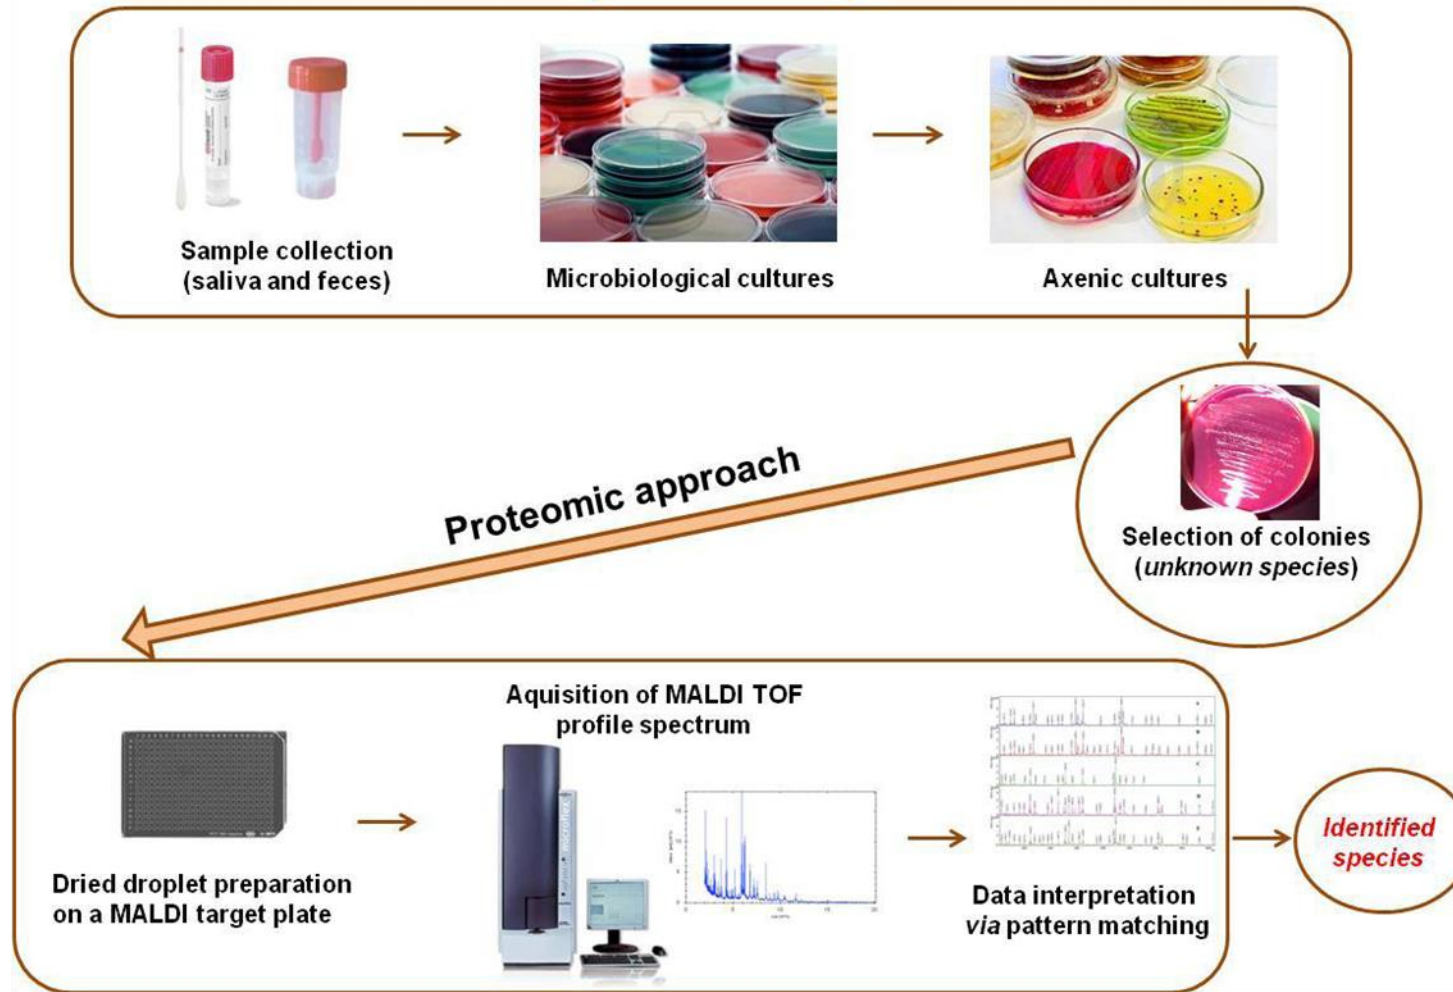 Sample collection
(saliva and feces)
Microbiological cultures
Axenic cultures
Selection of colonies
(unknown species)
Proteomic approach
Aquisition of MALDI TOF
profile spectrum
microflex
Dried droplet preparation
on a MALDI target plate
Data interpretation
via pattern matching
Identified
species